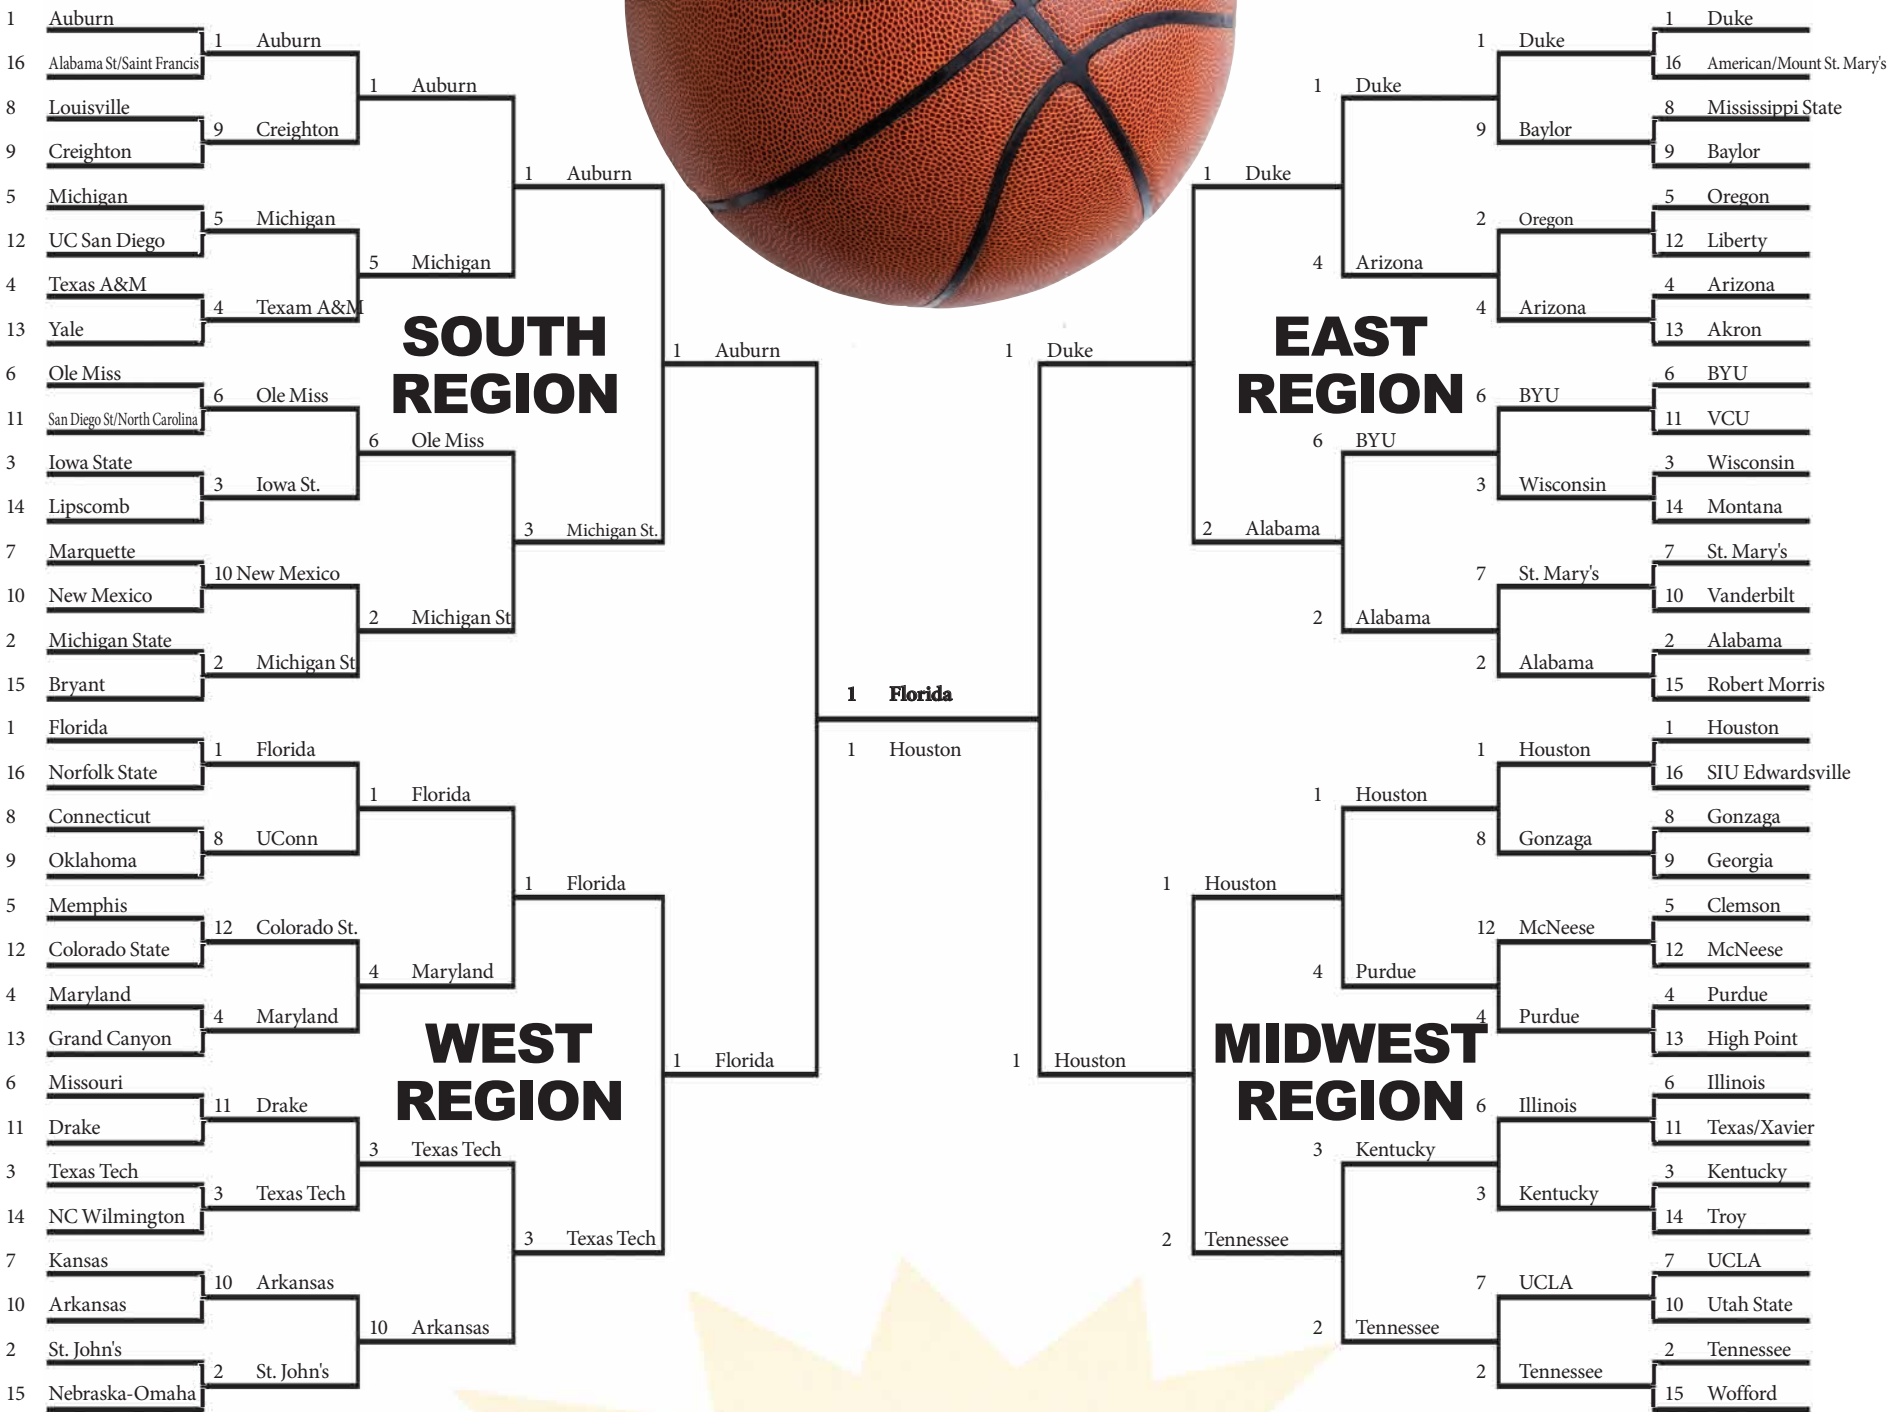 1 Auburn
16 Alabama St/Saint Francis
8 Louisville
9 Creighton
5 Michigan
12 UC San Diego
4 Texas A&M
13 Yale
6 Ole Miss
11 San Diego St/North Carolina
3 Iowa State
14 Lipscomb
7 Marquette
10 New Mexico
2 Michigan State
15 Bryant
1 Florida
16 Norfolk State
8 Connecticut
9 Oklahoma
5 Memphis
12 Colorado State
4 Maryland
13 Grand Canyon
6 Missouri
11 Drake
3 Texas Tech
14 NC Wilmington
7 Kansas
10 Arkansas
2 St. John's
15 Nebraska-Omaha
1 Auburn
9 Creighton
5 Michigan
4 Texam A&M
6 Ole Miss
3 Iowa St.
10 New Mexico
2 Michigan St
1 Florida
8 UConn
12 Colorado St.
4 Maryland
11 Drake
3 Texas Tech
10 Arkansas
2 St. John's
1 Auburn
5 Michigan
SOUTH
REGION
6 Ole Miss
2 Michigan St
1 Florida
4 Maryland
WEST
REGION
3 Texas Tech
10 Arkansas
1 Auburn
3 Michigan St.
1 Florida
3 Texas Tech
1 Auburn
1 Florida
1 Florida
1 Houston
1 Duke
1 Houston
1 Duke
2 Alabama
1 Houston
2 Tennessee
1 Duke
4 Arizona
EAST
REGION
6 BYU
2 Alabama
1 Houston
4 Purdue
MIDWEST
REGION
3 Kentucky
2 Tennessee
1 Duke
9 Baylor
2 Oregon
4 Arizona
6 BYU
3 Wisconsin
7 St. Mary's
2 Alabama
1 Houston
8 Gonzaga
12 McNeese
4 Purdue
6 Illinois
3 Kentucky
7 UCLA
2 Tennessee
1 Duke
16 American/Mount St. Mary's
8 Mississippi State
9 Baylor
5 Oregon
12 Liberty
4 Arizona
13 Akron
6 BYU
11 VCU
3 Wisconsin
14 Montana
7 St. Mary's
10 Vanderbilt
2 Alabama
15 Robert Morris
1 Houston
16 SIU Edwardsville
8 Gonzaga
9 Georgia
5 Clemson
12 McNeese
4 Purdue
13 High Point
6 Illinois
11 Texas/Xavier
3 Kentucky
14 Troy
7 UCLA
10 Utah State
2 Tennessee
15 Wofford